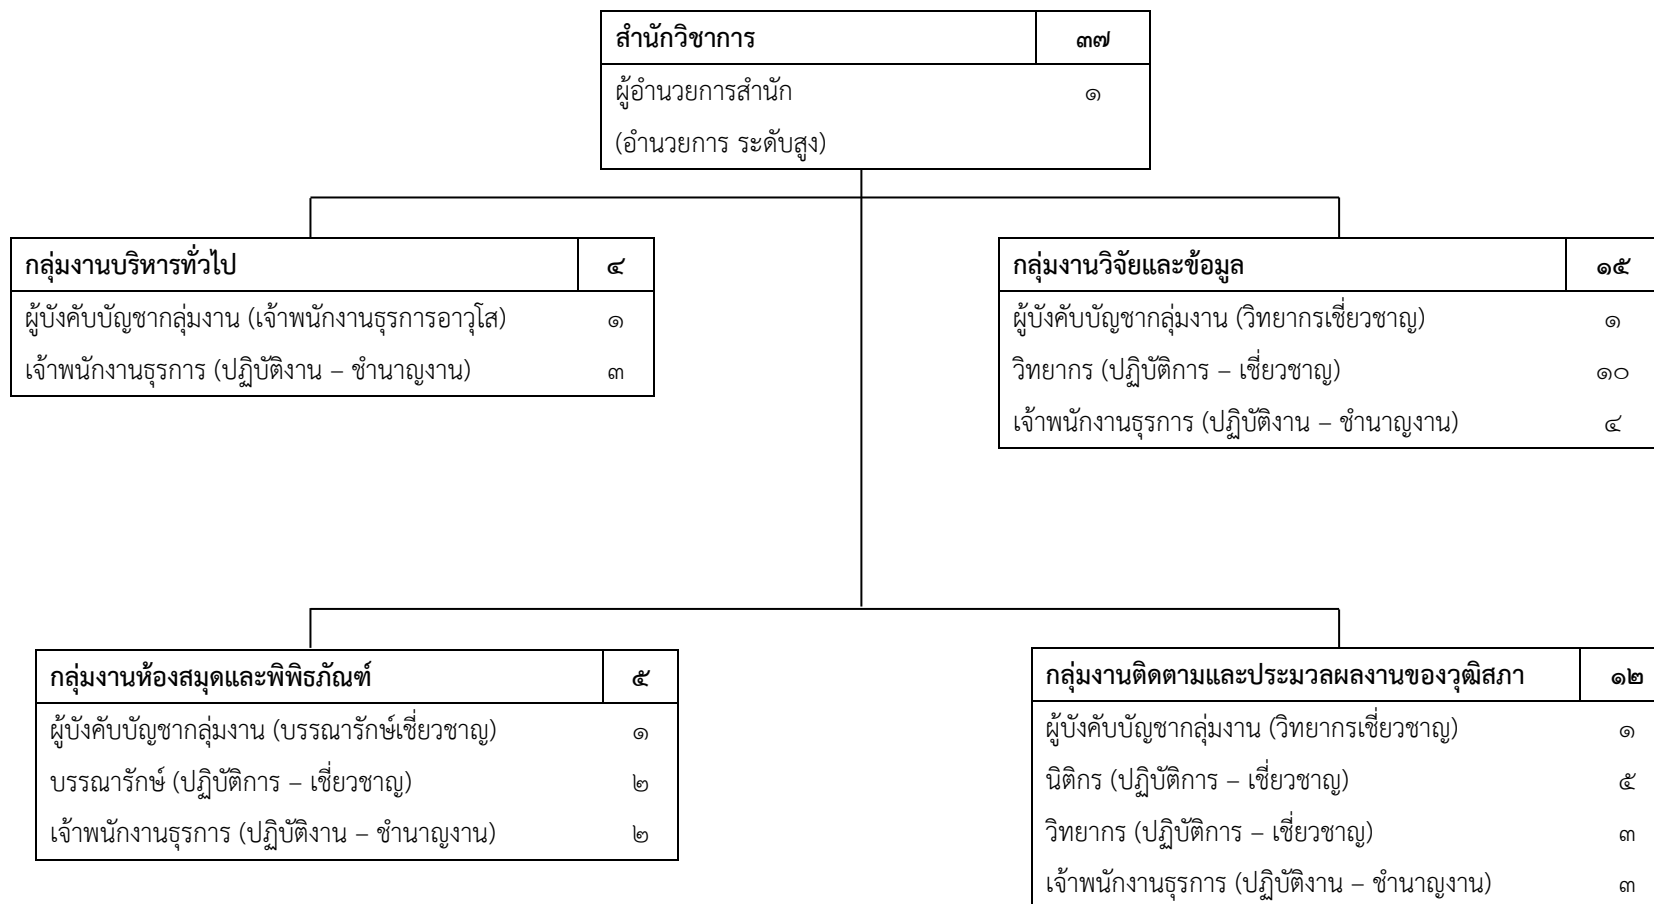 สำนักวิชาการ ๓๗
ผู้อำนวยการสำนัก ๑
(อำนวยการ ระดับสูง)
กลุ่มงานบริหารทั่วไป ๔
ผู้บังคับบัญชากลุ่มงาน (เจ้าพนักงานธุรการอาวุโส) ๑
เจ้าพนักงานธุรการ (ปฏิบัติงาน – ชำนาญงาน) ๓
กลุ่มงานวิจัยและข้อมูล ๑๕
ผู้บังคับบัญชากลุ่มงาน (วิทยากรเชี่ยวชาญ) ๑
วิทยากร (ปฏิบัติการ – เชี่ยวชาญ) ๑๐
เจ้าพนักงานธุรการ (ปฏิบัติงาน – ชำนาญงาน) ๔
กลุ่มงานห้องสมุดและพิพิธภัณฑ์ ๕
ผู้บังคับบัญชากลุ่มงาน (บรรณารักษ์เชี่ยวชาญ) ๑
บรรณารักษ์ (ปฏิบัติการ – เชี่ยวชาญ) ๒
เจ้าพนักงานธุรการ (ปฏิบัติงาน – ชำนาญงาน) ๒
กลุ่มงานติดตามและประมวลผลงานของวุฒิสภา ๑๒
ผู้บังคับบัญชากลุ่มงาน (วิทยากรเชี่ยวชาญ) ๑
นิติกร (ปฏิบัติการ – เชี่ยวชาญ) ๕
วิทยากร (ปฏิบัติการ – เชี่ยวชาญ) ๓
เจ้าพนักงานธุรการ (ปฏิบัติงาน – ชำนาญงาน) ๓